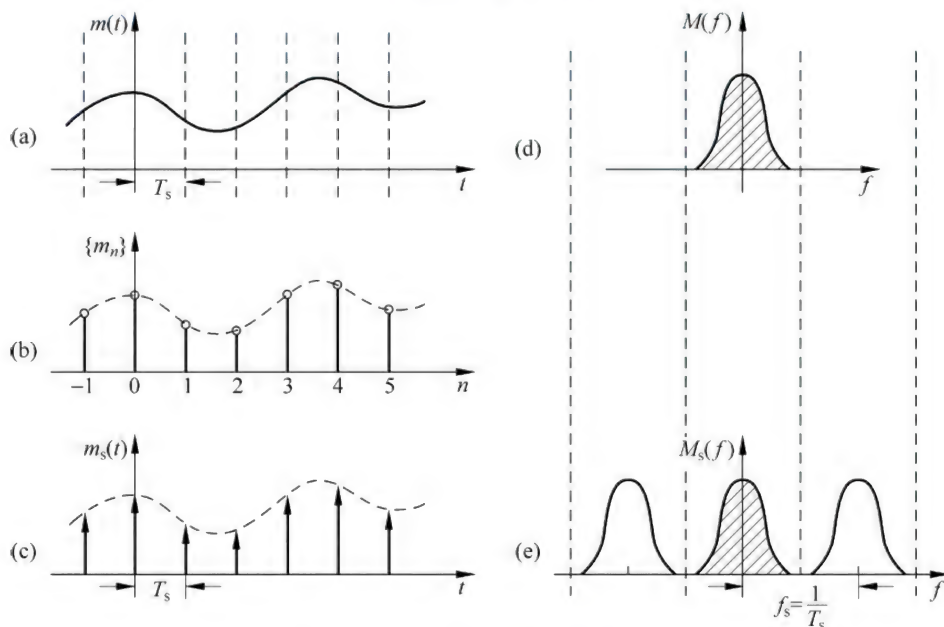 m(t)
(a)
T_s
t
{m_n}
(b)
−1 0 1 2 3 4 5 n
m_s(t)
(c)
T_s
t
M(f)
(d)
f
M_s(f)
(e)
f
f_s=1/T_s